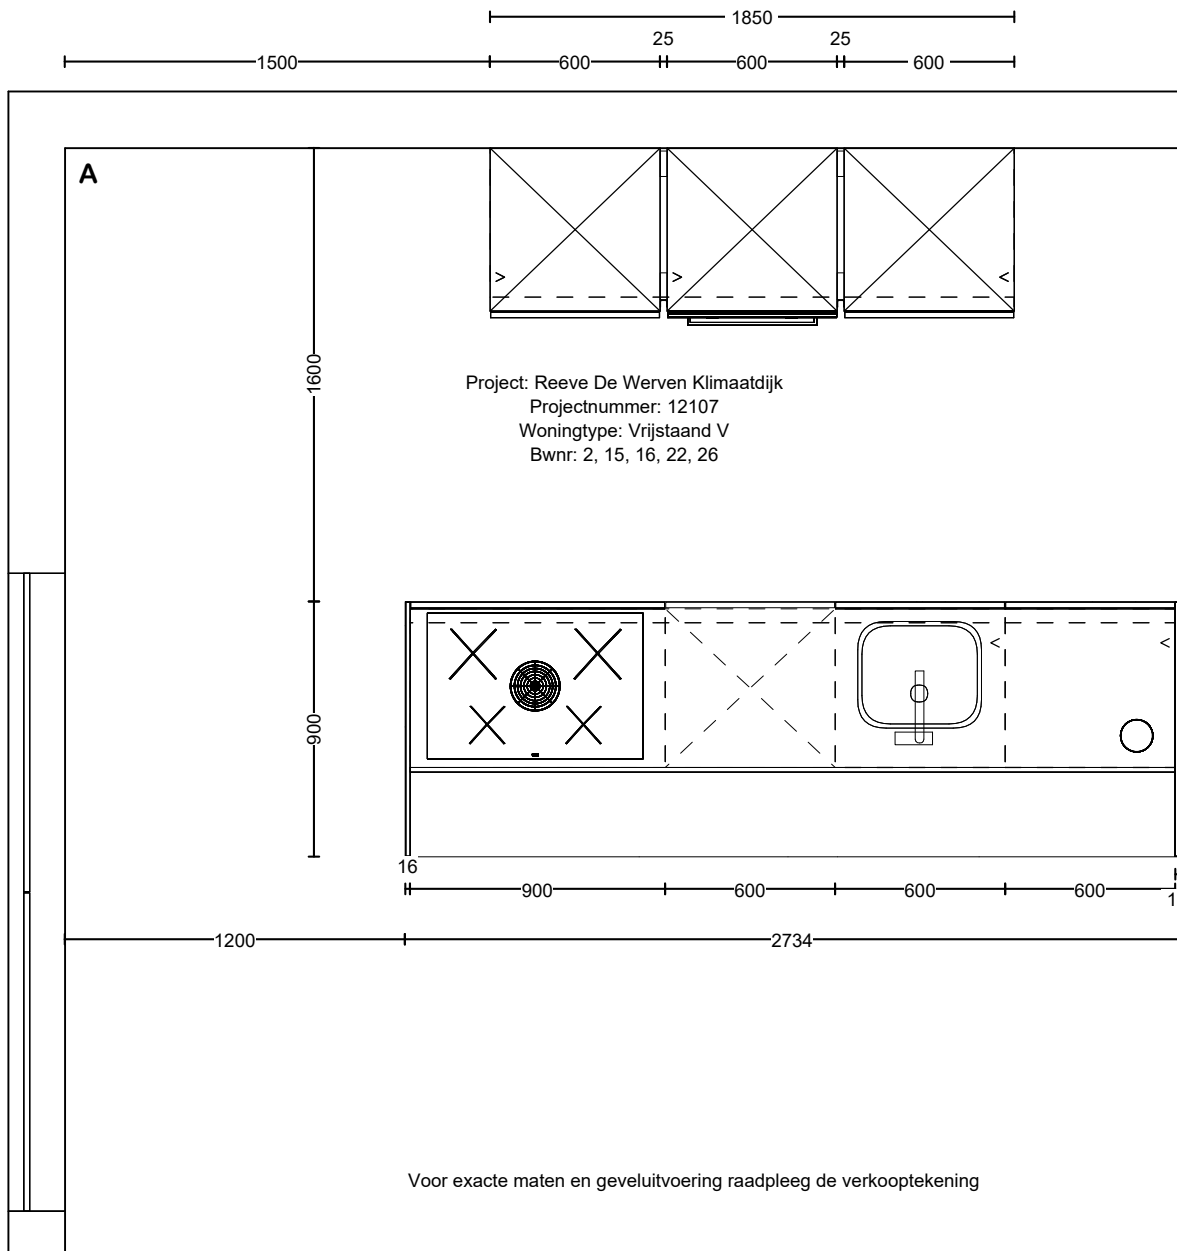 1850
25 25
1500 600 600 600
A
1600
Project: Reeve De Werven Klimaatdijk
Projectnummer: 12107
Woningtype: Vrijstaand V
Bwnr: 2, 15, 16, 22, 26
900
16
900 600 600 600 1
1200 2734
Voor exacte maten en geveluitvoering raadpleeg de verkooptekening